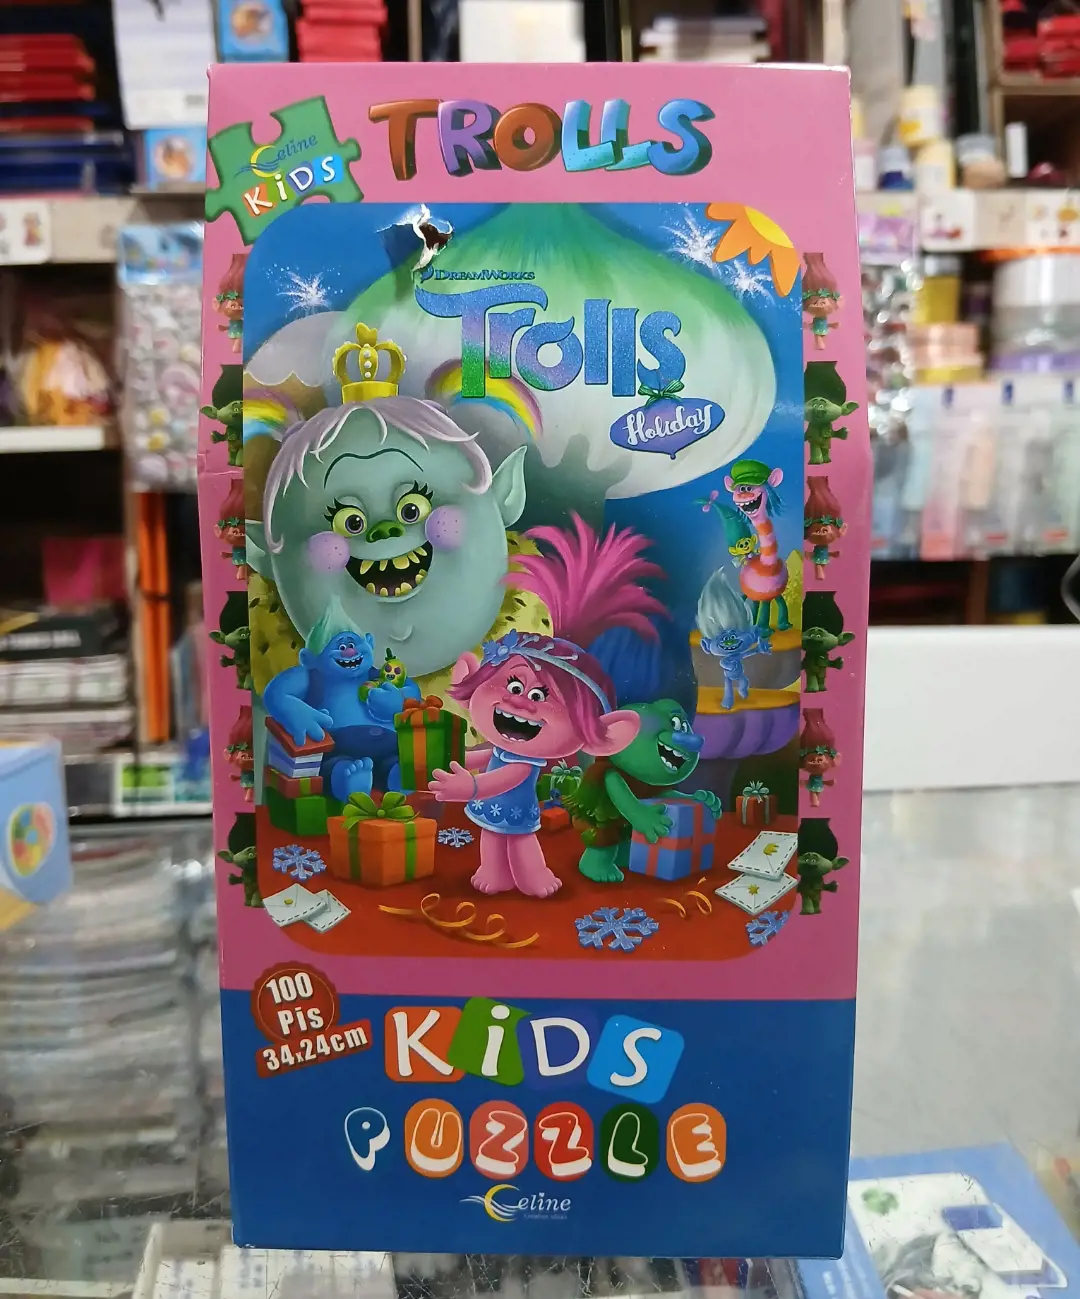 TROLLS
Celine
KiDS
DREAMWORKS
Trolls
Holiday
100
Pis
34x24cm
KiDS
PUZZLE
Celine